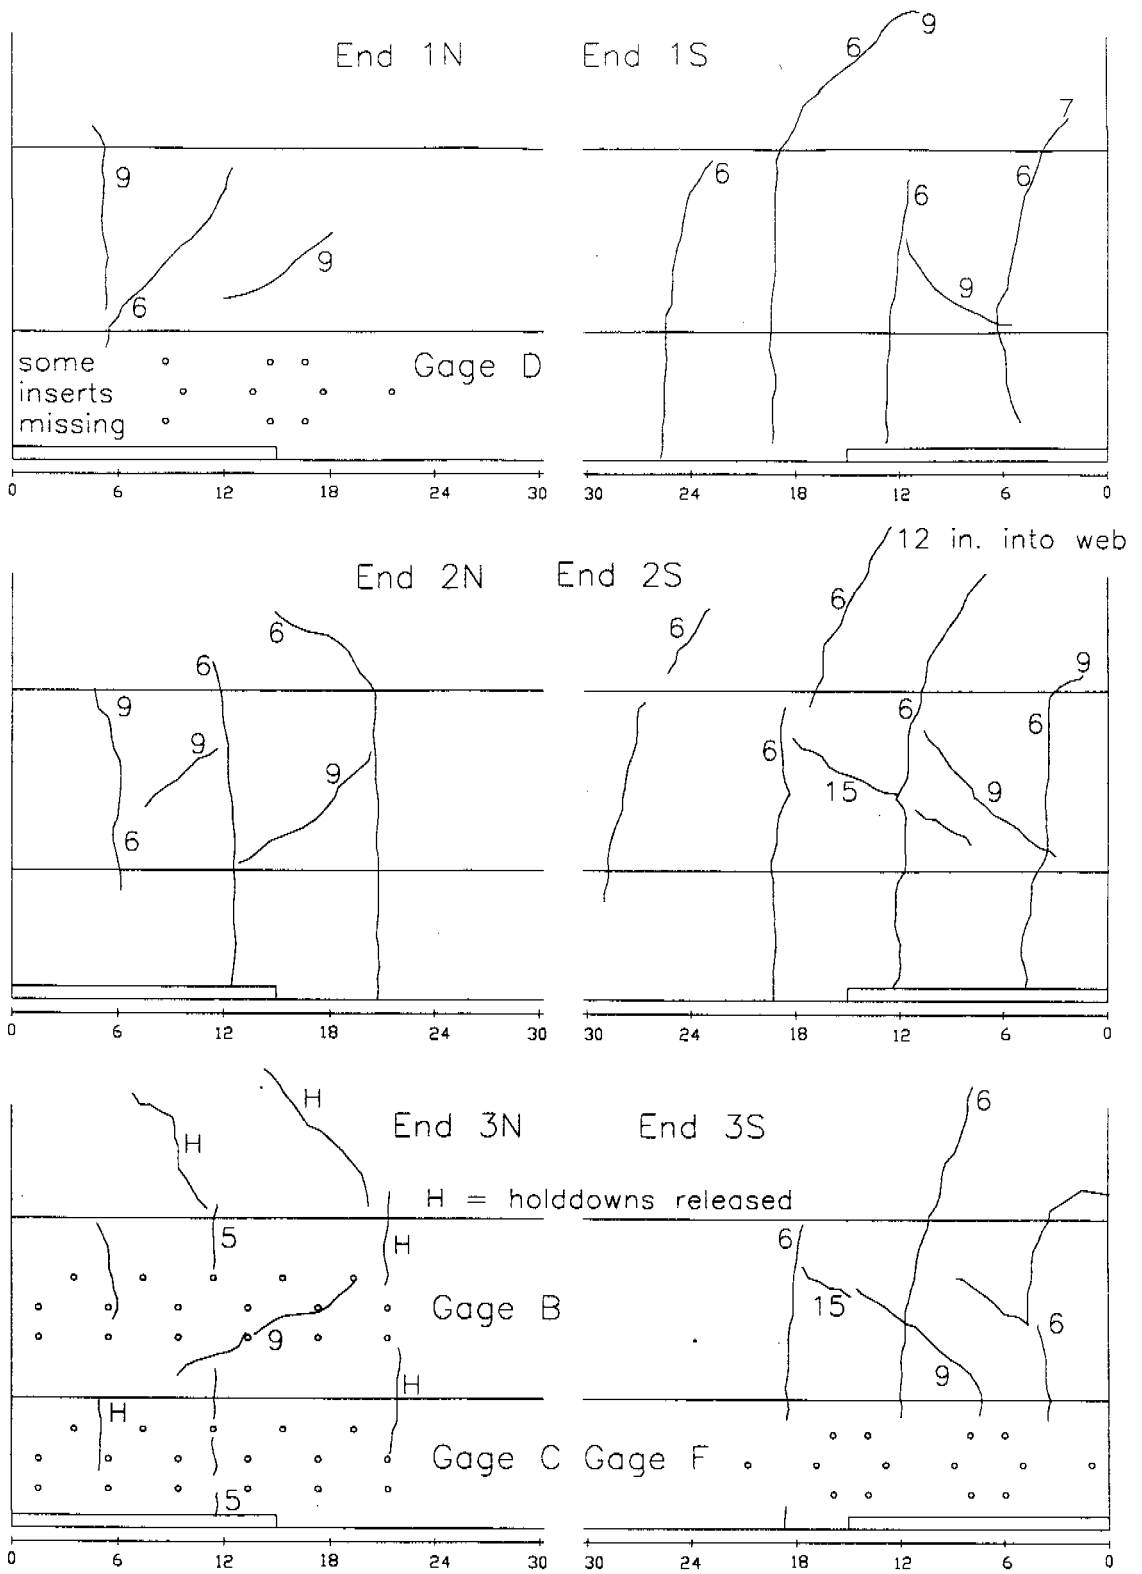 End 1N
End 1S
6
9
7
9
6
6
6
6
9
9
6
some
inserts
missing
Gage D
0 6 12 18 24 30
30 24 18 12 6 0
12 in. into web
End 2N End 2S
6
6
6
6
9
9
6
6
9
6
9
9
15
9
6
0 6 12 18 24 30
30 24 18 12 6 0
H
H
End 3N
End 3S
6
H = holddowns released
5
H
6
Gage B
15
9
6
9
H
H
Gage C Gage F
5
0 6 12 18 24 30
30 24 18 12 6 0